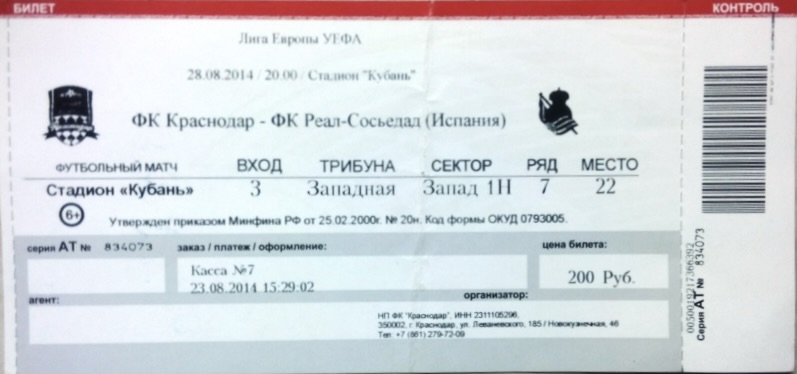 БИЛЕТ
КОНТРОЛЬ
Лига Европы УЕФА
28.08.2014 / 20.00 / Стадион "Кубань"
ФК Краснодар - ФК Реал-Сосьедад (Испания)
ФУТБОЛЬНЫЙ МАТЧ ВХОД ТРИБУНА СЕКТОР РЯД МЕСТО
Стадион «Кубань» 3 Западная Запад 1Н 7 22
6+ Утвержден приказом Минфина РФ от 25.02.2000г. № 20н. Код формы ОКУД 0793005.
серия АТ № 834073 заказ / платеж / оформление: цена билета:
Касса №7
23.08.2014 15:29:02
200 Руб.
агент: организатор:
НП ФК "Краснодар", ИНН 2311105296,
350002, г. Краснодар, ул. Леваневского, 185 / Новокузнечная, 46
Тел: +7 (861) 279-72-09
0050019217366392
Серия АТ № 834073